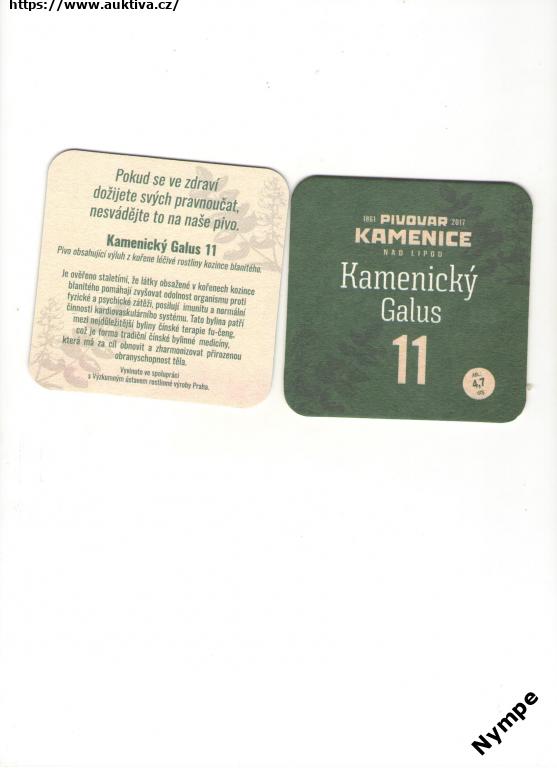 https://www.auktiva.cz/
Pokud se ve zdraví
dožijete svých pravnoučat,
nesvádějte to na naše pivo.
Kamenický Galus 11
Pivo obsahující výluh z kořene léčivé rostliny kozince blanitého.
Je ověřeno staletími, že látky obsažené v kořenech kozince
blanitého pomáhají zvyšovat odolnost organismu proti
fyzické a psychické zátěži, posilují imunitu a normální
činnosti kardiovaskulárního systému. Tato bylina patří
mezi nejdůležitější byliny čínské terapie fu-čeng,
což je forma tradiční čínské bylinné medicíny,
která má za cíl obnovit a zharmonizovat přirozenou
obranyschopnost těla.
Vyvinuto ve spolupráci
s Výzkumným ústavem rostlinné výroby Praha.
1861 PIVOVAR 2017
KAMENICE
NAD LIPOU
Kamenický
Galus
11
4,7
Nympe